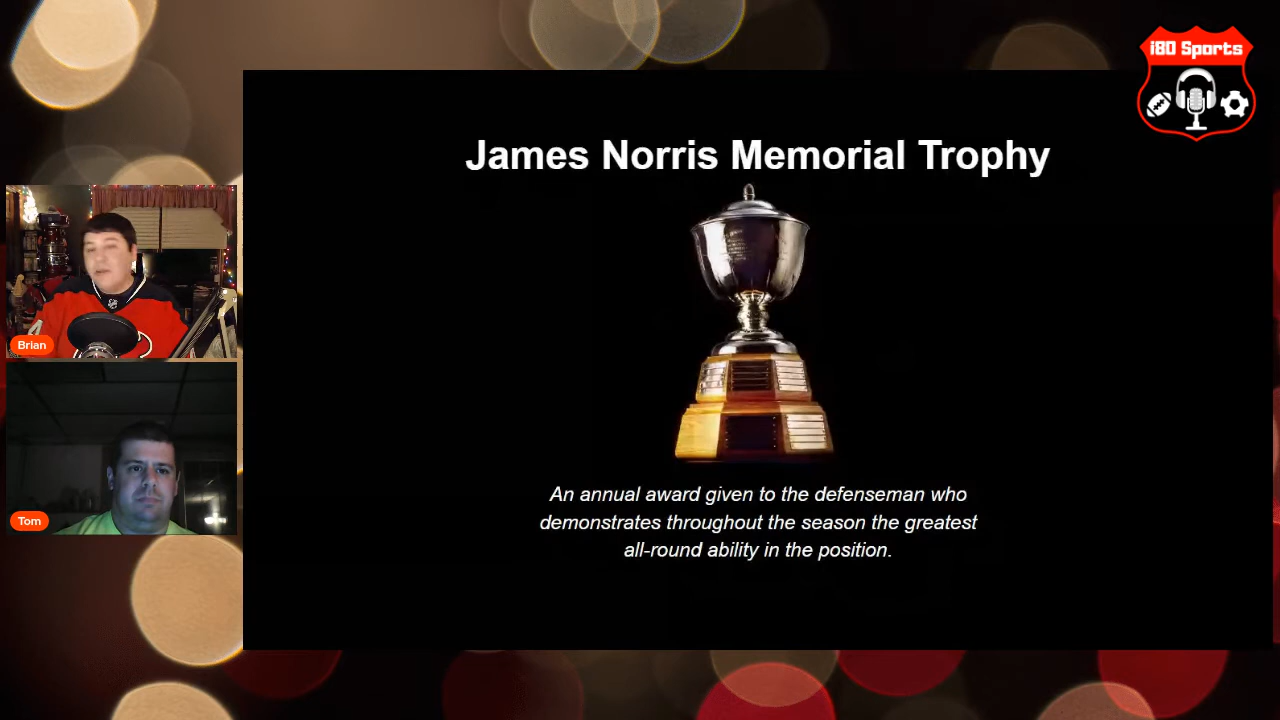 i80 Sports
James Norris Memorial Trophy
Brian
Tom
An annual award given to the defenseman who
demonstrates throughout the season the greatest
all-round ability in the position.